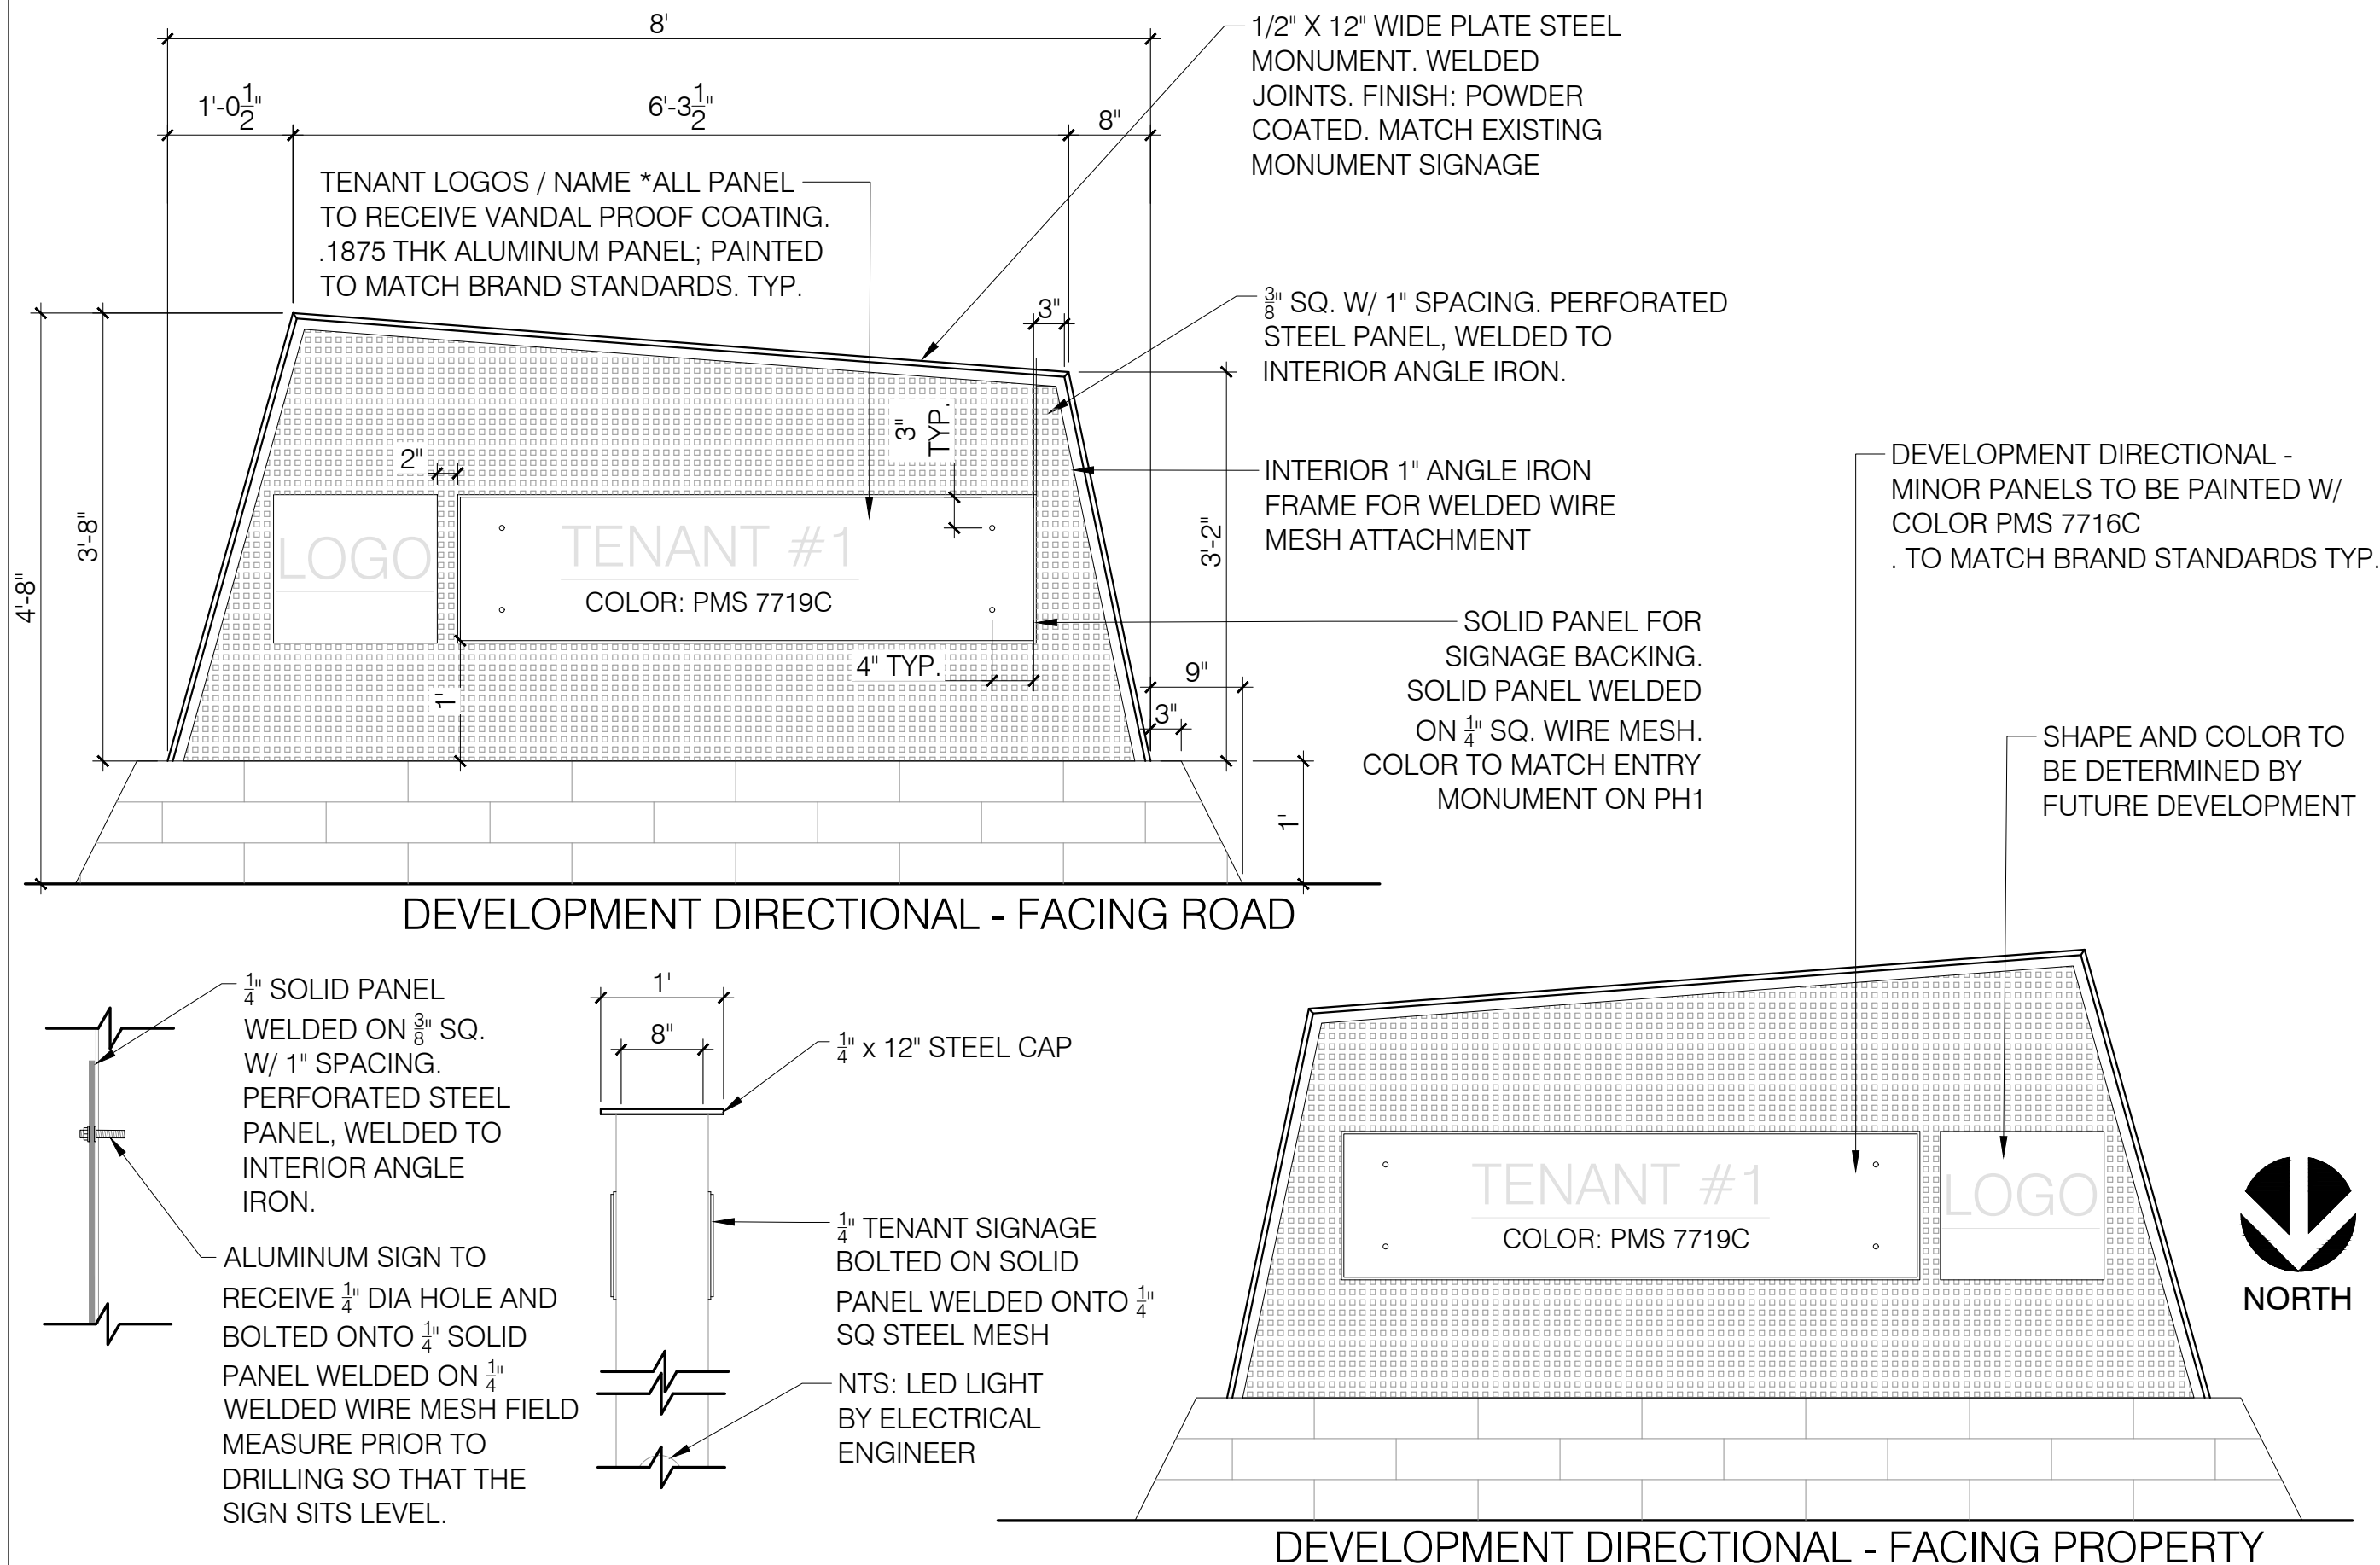 8'
1'-0 1/2"
6'-3 1/2"
8"
1/2" X 12" WIDE PLATE STEEL
MONUMENT. WELDED
JOINTS. FINISH: POWDER
COATED. MATCH EXISTING
MONUMENT SIGNAGE
TENANT LOGOS / NAME *ALL PANEL
TO RECEIVE VANDAL PROOF COATING.
.1875 THK ALUMINUM PANEL; PAINTED
TO MATCH BRAND STANDARDS. TYP.
3/8" SQ. W/ 1" SPACING. PERFORATED
STEEL PANEL, WELDED TO
INTERIOR ANGLE IRON.
3"
3"
TYP.
2"
INTERIOR 1" ANGLE IRON
FRAME FOR WELDED WIRE
MESH ATTACHMENT
4'-8"
3'-8"
3'-2"
LOGO
TENANT #1
COLOR: PMS 7719C
4" TYP.
1'
9"
3"
1'
SOLID PANEL FOR
SIGNAGE BACKING.
SOLID PANEL WELDED
ON 1/4" SQ. WIRE MESH.
COLOR TO MATCH ENTRY
MONUMENT ON PH1
DEVELOPMENT DIRECTIONAL -
MINOR PANELS TO BE PAINTED W/
COLOR PMS 7716C
. TO MATCH BRAND STANDARDS TYP.
SHAPE AND COLOR TO
BE DETERMINED BY
FUTURE DEVELOPMENT
DEVELOPMENT DIRECTIONAL - FACING ROAD
1/4" SOLID PANEL
WELDED ON 3/8" SQ.
W/ 1" SPACING.
PERFORATED STEEL
PANEL, WELDED TO
INTERIOR ANGLE
IRON.
ALUMINUM SIGN TO
RECEIVE 1/4" DIA HOLE AND
BOLTED ONTO 1/4" SOLID
PANEL WELDED ON 1/4"
WELDED WIRE MESH FIELD
MEASURE PRIOR TO
DRILLING SO THAT THE
SIGN SITS LEVEL.
1'
8"
1/4" x 12" STEEL CAP
1/4" TENANT SIGNAGE
BOLTED ON SOLID
PANEL WELDED ONTO 1/4"
SQ STEEL MESH
NTS: LED LIGHT
BY ELECTRICAL
ENGINEER
TENANT #1
COLOR: PMS 7719C
LOGO
NORTH
DEVELOPMENT DIRECTIONAL - FACING PROPERTY